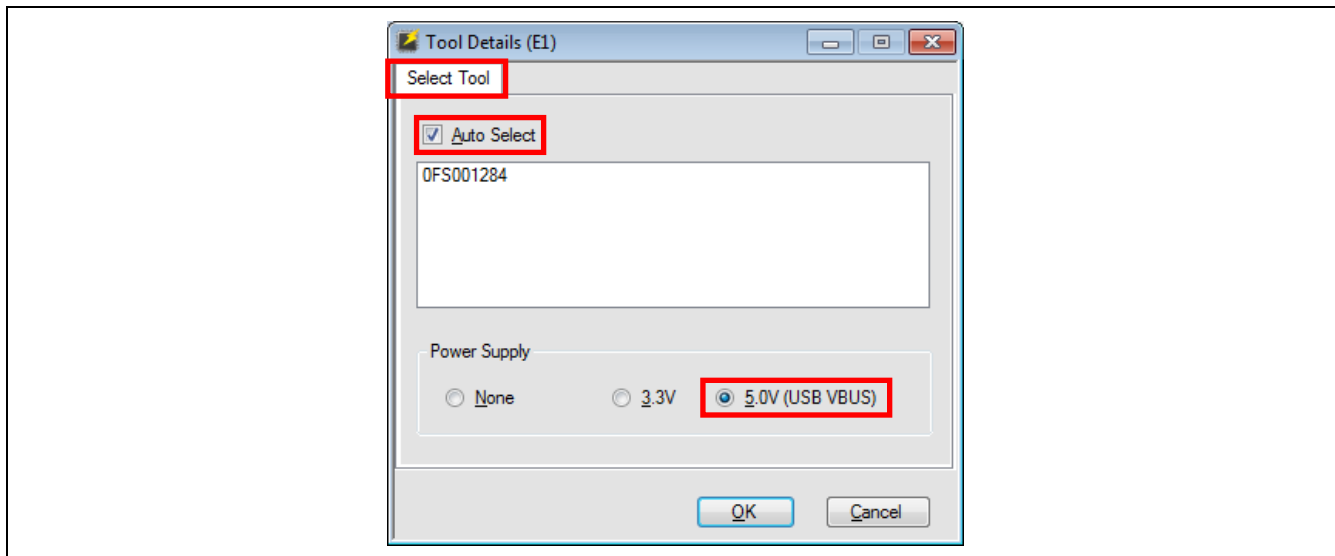 Tool Details (E1)
Select Tool
Auto Select
0FS001284
Power Supply
None 3.3V 5.0V (USB VBUS)
OK Cancel